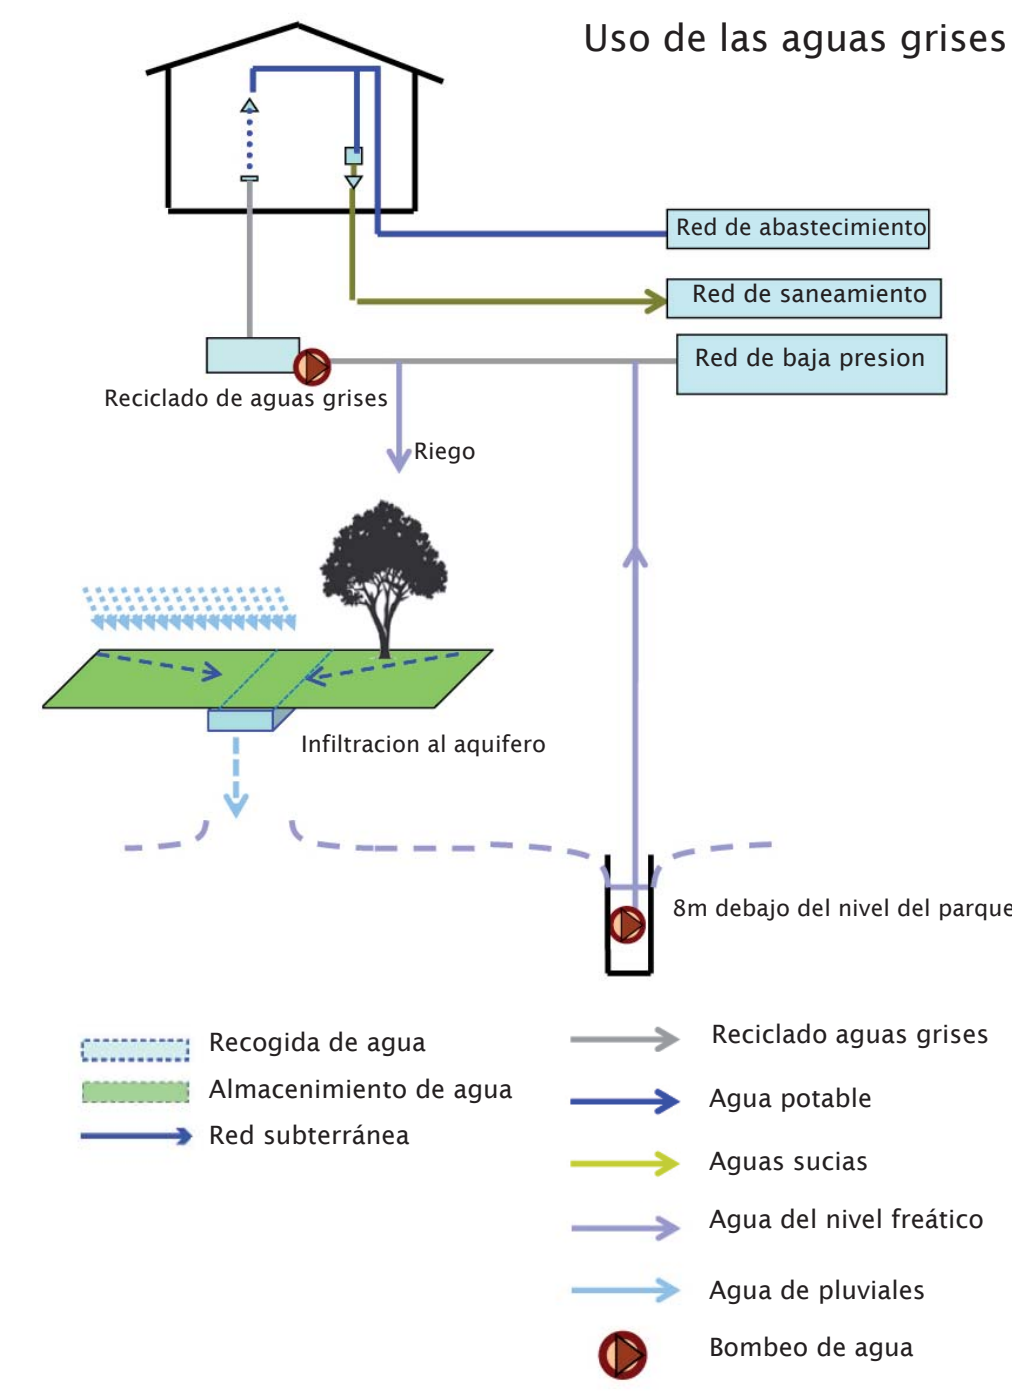 Uso de las aguas grises
Red de abastecimiento
Red de saneamiento
Red de baja presion
Reciclado de aguas grises
Riego
Infiltracion al aquifero
8m debajo del nivel del parque
Recogida de agua
Almacenimiento de agua
Red subterránea
Reciclado aguas grises
Agua potable
Aguas sucias
Agua del nivel freático
Agua de pluviales
Bombeo de agua